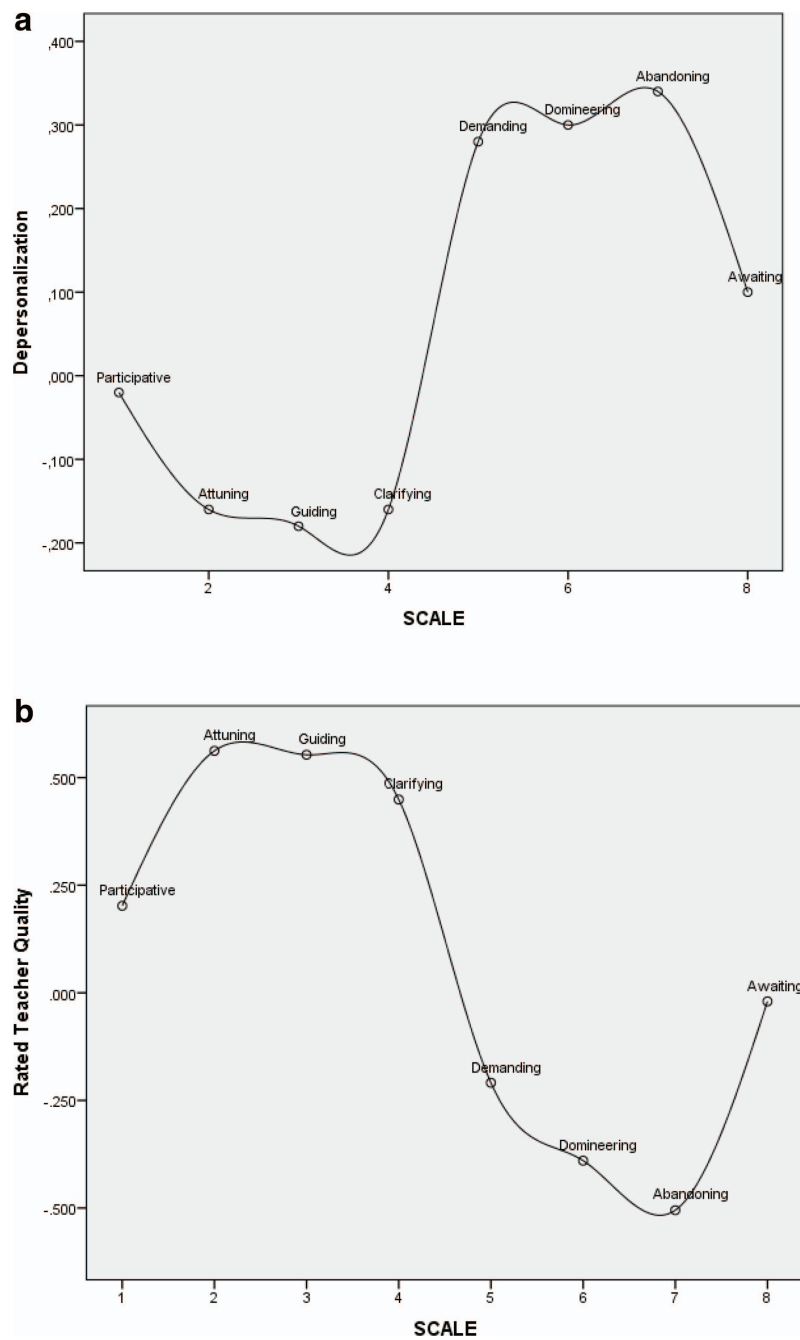 a
,400
,300
,200
,100
,000
-,100
-,200
Depersonalization
Participative
Attuning
Guiding
Clarifying
Demanding
Domineering
Abandoning
Awaiting
2
4
6
8
SCALE
b
.500
.250
.000
-.250
-.500
Rated Teacher Quality
Participative
Attuning
Guiding
Clarifying
Demanding
Domineering
Abandoning
Awaiting
1
2
3
4
5
6
7
8
SCALE